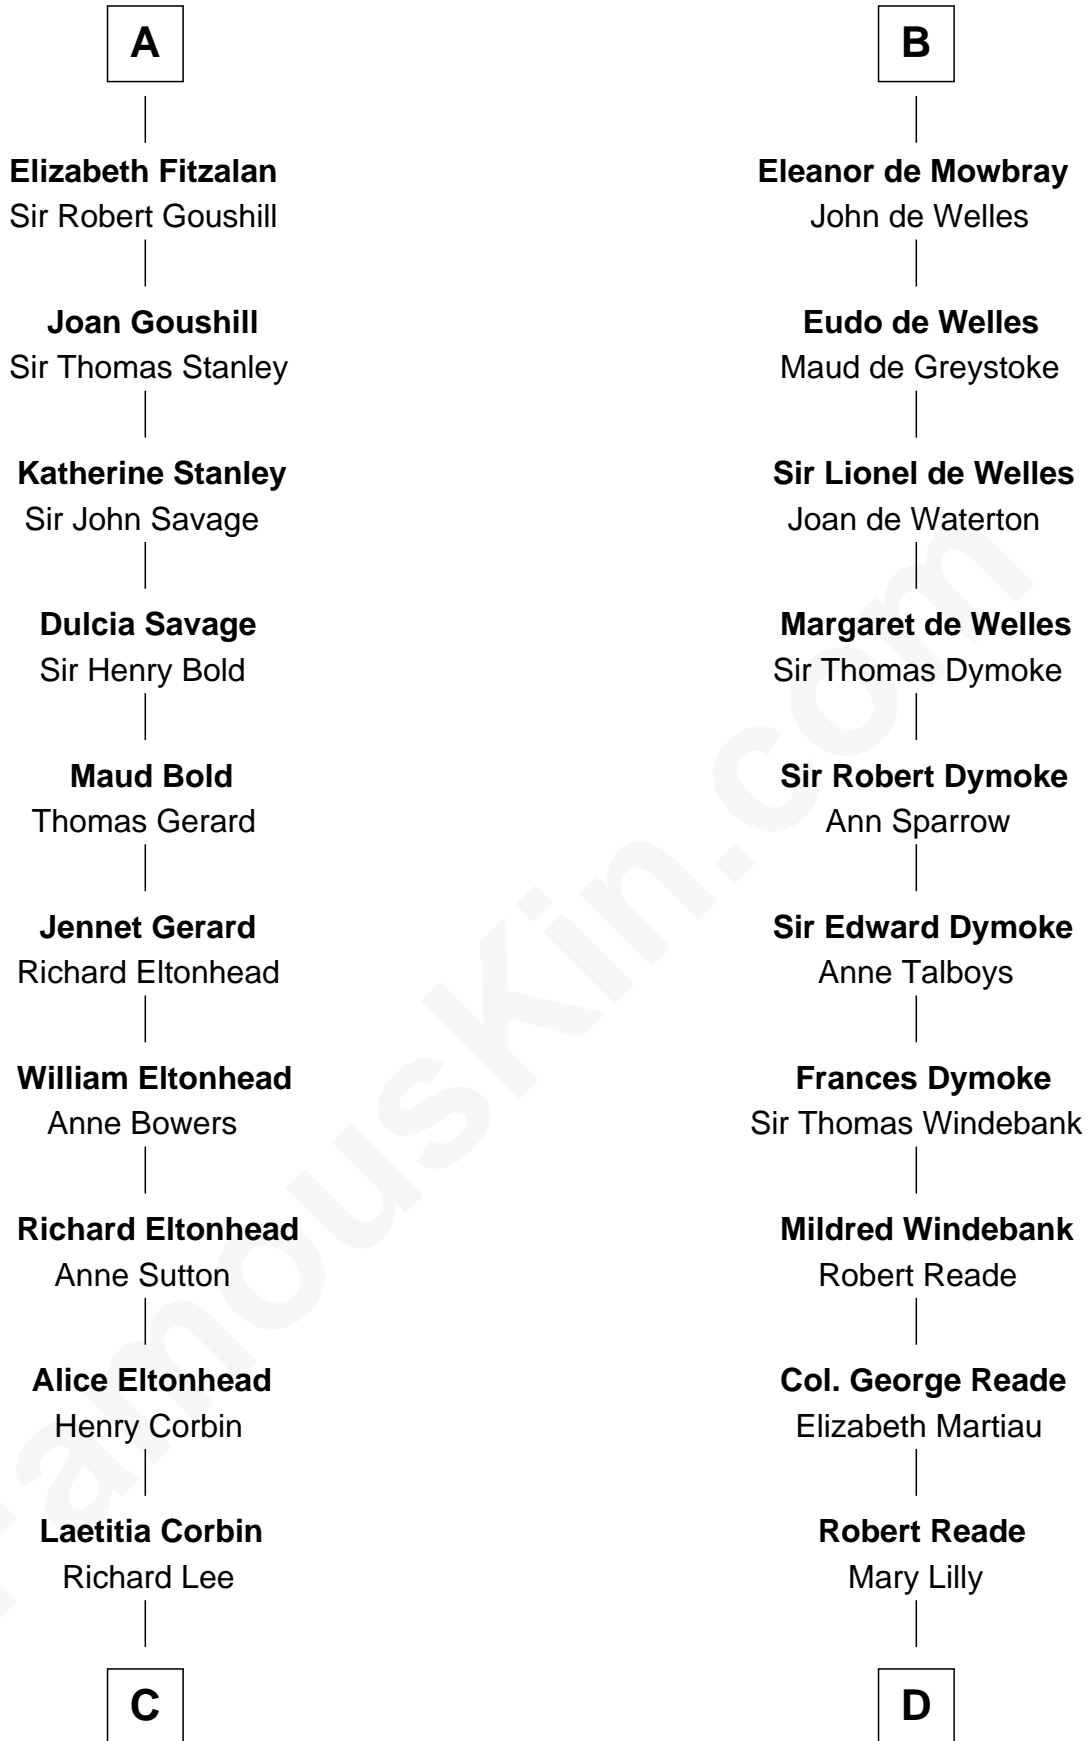 A
Elizabeth Fitzalan
Sir Robert Goushill
Joan Goushill
Sir Thomas Stanley
Katherine Stanley
Sir John Savage
Dulcia Savage
Sir Henry Bold
Maud Bold
Thomas Gerard
Jennet Gerard
Richard Eltonhead
William Eltonhead
Anne Bowers
Richard Eltonhead
Anne Sutton
Alice Eltonhead
Henry Corbin
Laetitia Corbin
Richard Lee
C
B
Eleanor de Mowbray
John de Welles
Eudo de Welles
Maud de Greystoke
Sir Lionel de Welles
Joan de Waterton
Margaret de Welles
Sir Thomas Dymoke
Sir Robert Dymoke
Ann Sparrow
Sir Edward Dymoke
Anne Talboys
Frances Dymoke
Sir Thomas Windebank
Mildred Windebank
Robert Reade
Col. George Reade
Elizabeth Martiau
Robert Reade
Mary Lilly
D
FamousKin.com